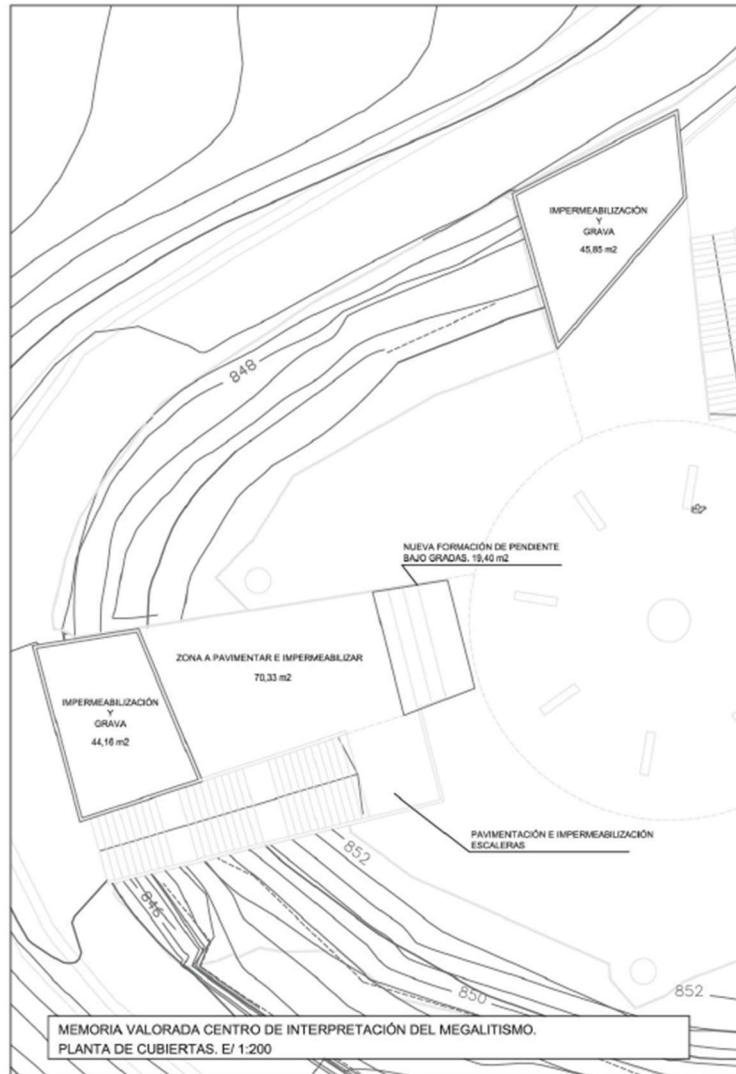 IMPERMEABILIZACIÓN
Y
GRAVA
45,85 m2
848
NUEVA FORMACIÓN DE PENDIENTE
BAJO GRADAS. 19,40 m2
ZONA A PAVIMENTAR E IMPERMEABILIZAR
70,33 m2
IMPERMEABILIZACIÓN
Y
GRAVA
44,16 m2
PAVIMENTACIÓN E IMPERMEABILIZACIÓN
ESCALERAS
852
846
850
852
MEMORIA VALORADA CENTRO DE INTERPRETACIÓN DEL MEGALITISMO.
PLANTA DE CUBIERTAS. E/ 1:200